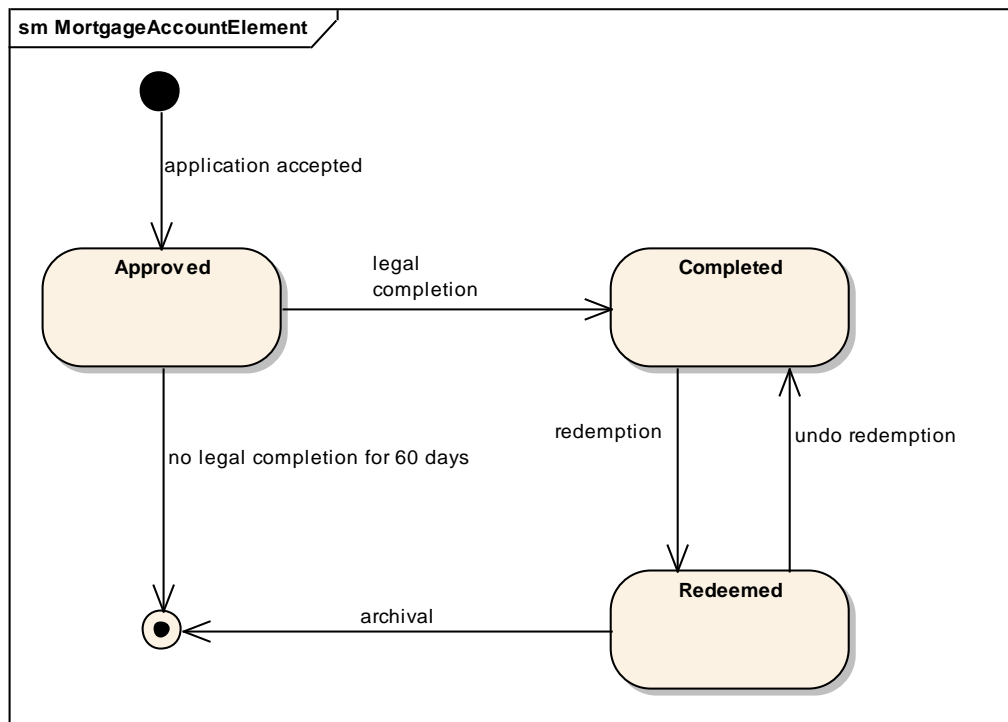 sm MortgageAccountElement
application accepted
Approved
legal
completion
Completed
redemption
undo redemption
no legal completion for 60 days
Redeemed
archival